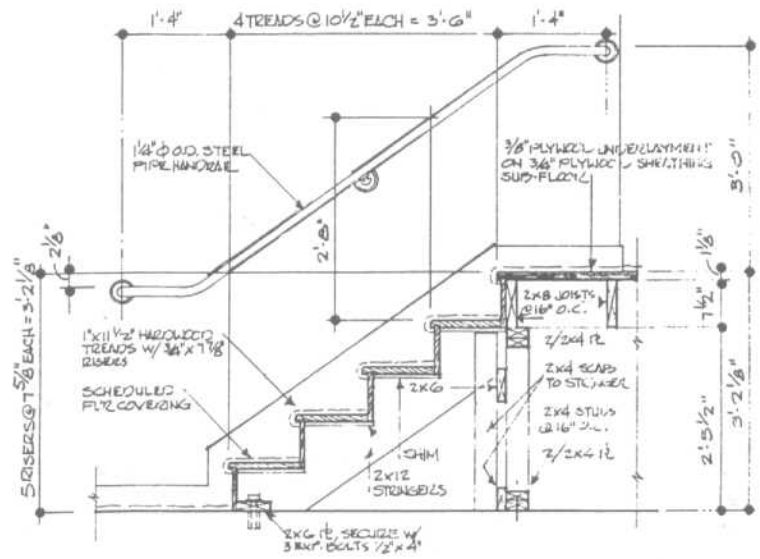 1'-4"
4 TREADS @ 10 1/2" EACH = 3'-6"
1'-4"
1 1/4" Φ O.D. STEEL
PIPE HANDRAIL
3/8" PLYWOOD UNDERLAYMENT
ON 3/4" PLYWOOD SHEATHING
SUB-FLOOR
3'-0"
2'-8"
2 1/8"
5 RISERS @ 7 5/8" EACH = 3'-2 1/8"
1 1/8"
7 1/2"
2X8 JOISTS
@ 16" O.C.
1"X11 1/2" HARDWOOD
TREADS W/ 3/4" X 7 7/8"
RISERS
2/2X4 PL
2X6
2X4 SCABS
TO STRINGER
SCHEDULED
FLR COVERING
3'-2 1/8"
2'-5 1/2"
2X4 STUDS
@ 16" O.C.
SHIM
2X12
STRINGERS
2/2X4 PL
2X6 PL, SECURE W/
3 EXP. BOLTS 1/2" X 4"